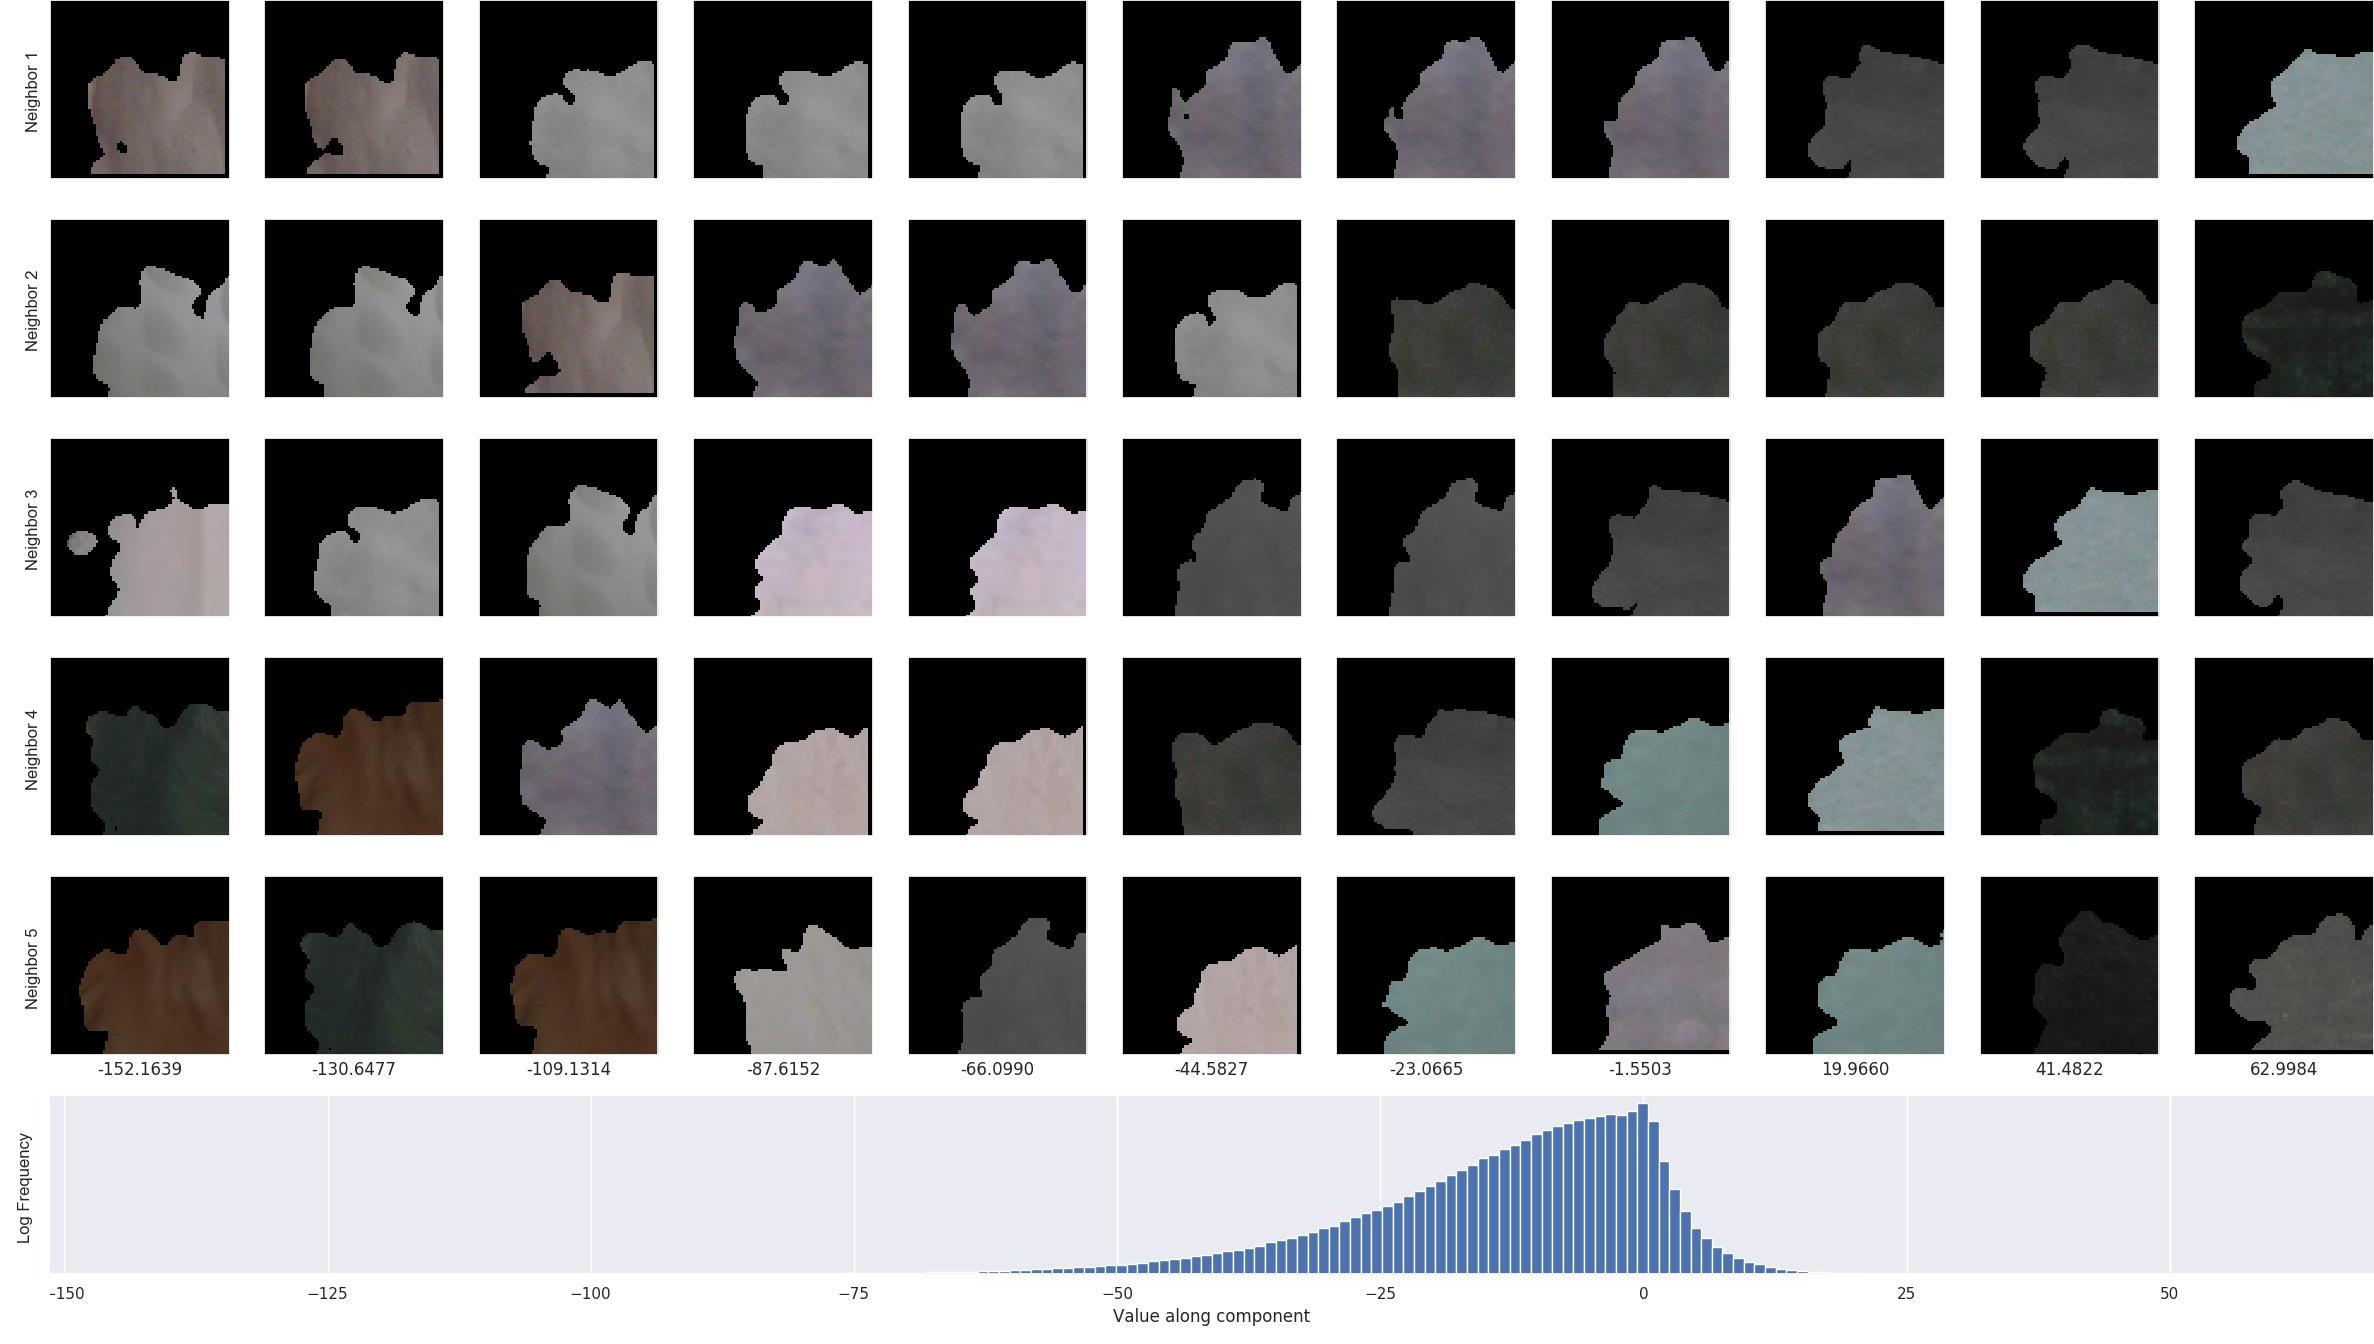 Neighbor 1
Neighbor 2
Neighbor 3
Neighbor 4
Neighbor 5
-152.1639 -130.6477 -109.1314 -87.6152 -66.0990 -44.5827 -23.0665 -1.5503 19.9660 41.4822 62.9984
Log Frequency
-150 −125 −100 −75 −50 −25 0 25 50
Value along component